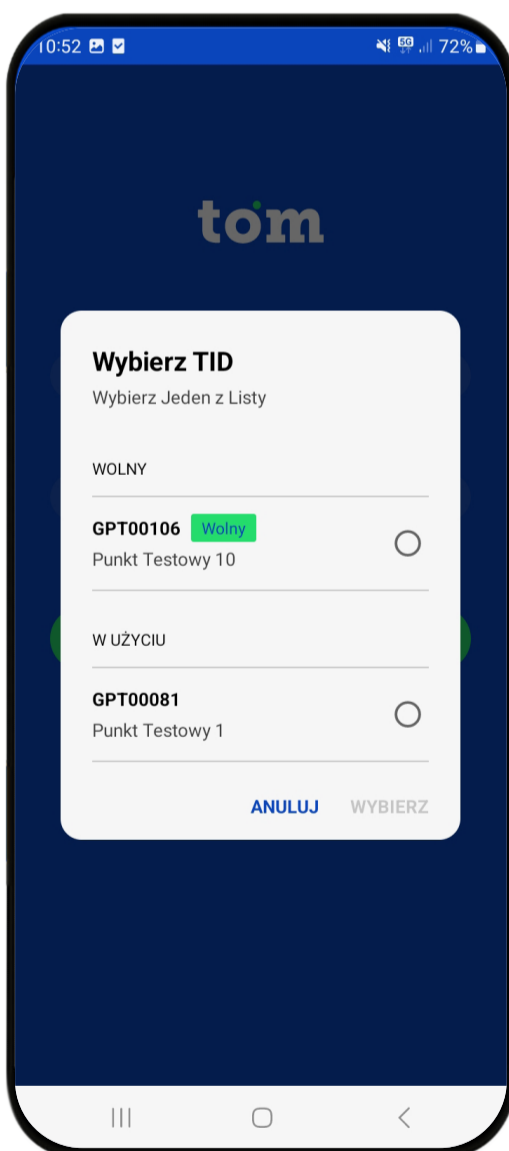 10:52
5G 72%
tom
Wybierz TID
Wybierz Jeden z Listy
WOLNY
GPT00106 Wolny
Punkt Testowy 10
W UŻYCIU
GPT00081
Punkt Testowy 1
ANULUJ WYBIERZ